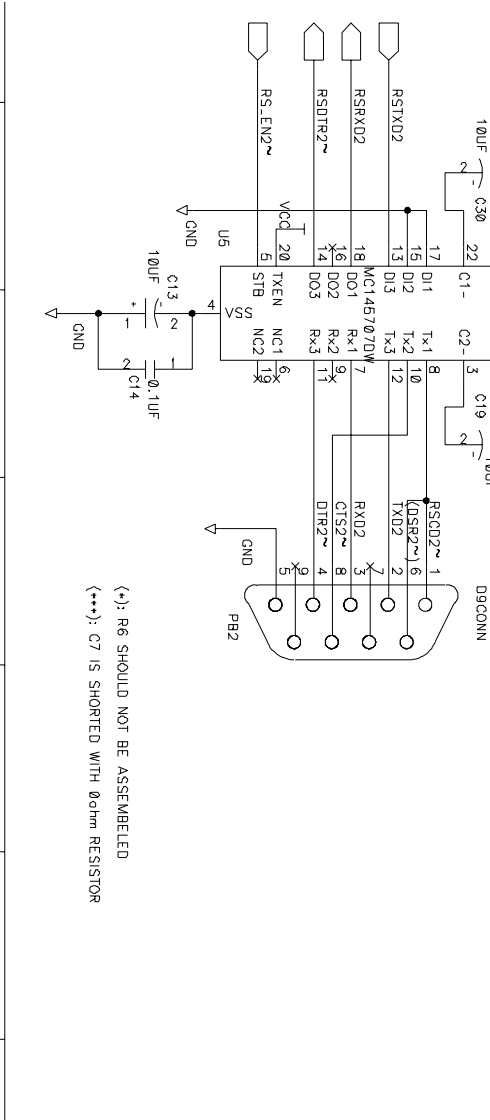 RS_EN2~
RSDTR2~
RSRXD2
RSTXD2
10UF
2
-
C30
VCC
GND
U5
5
20
14
16
18
13
15
17
22
STB
TXEN
DO3
DO2
DO1
DI3
DI2
DI1
C1-
MC145707DW
4
VSS
NC2
NC1
Rx3
Rx2
Rx1
Tx3
Tx2
Tx1
C2-
19
6
11
9
7
12
10
8
3
10UF
C13
+
-
1
2
GND
2
1
C14
0.1UF
C19
2
-
10UF
GND
DTR2~
CTS2~
RXD2
TXD2
(DSR2~)
RSCD2~
5
9
4
8
3
7
2
6
1
PB2
D9CONN
(*): R6 SHOULD NOT BE ASSEMBELED
(***): C7 IS SHORTED WITH 0ohm RESISTOR